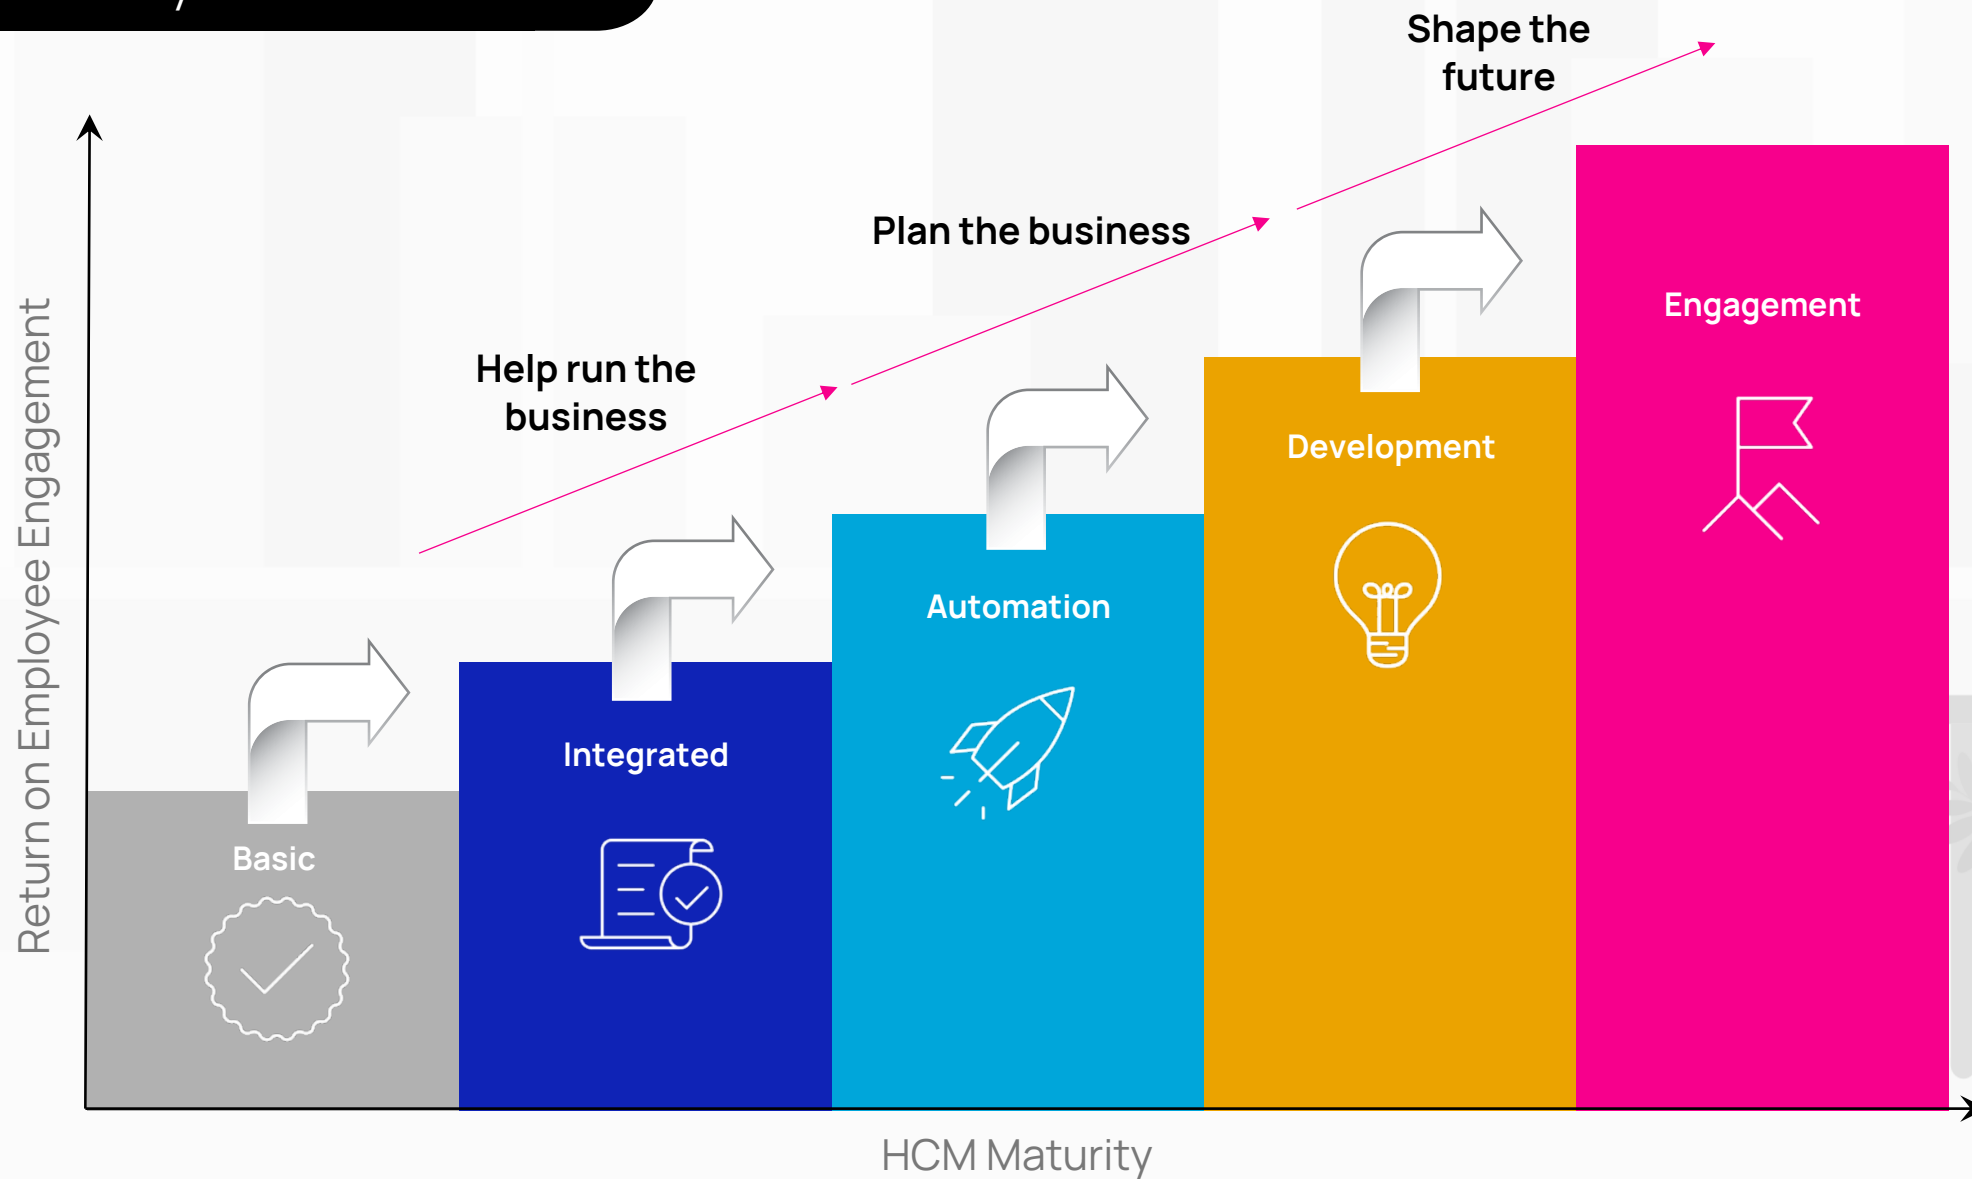 Shape the
future
Plan the business
Help run the
business
Engagement
Development
Automation
Integrated
Basic
Return on Employee Engagement
HCM Maturity